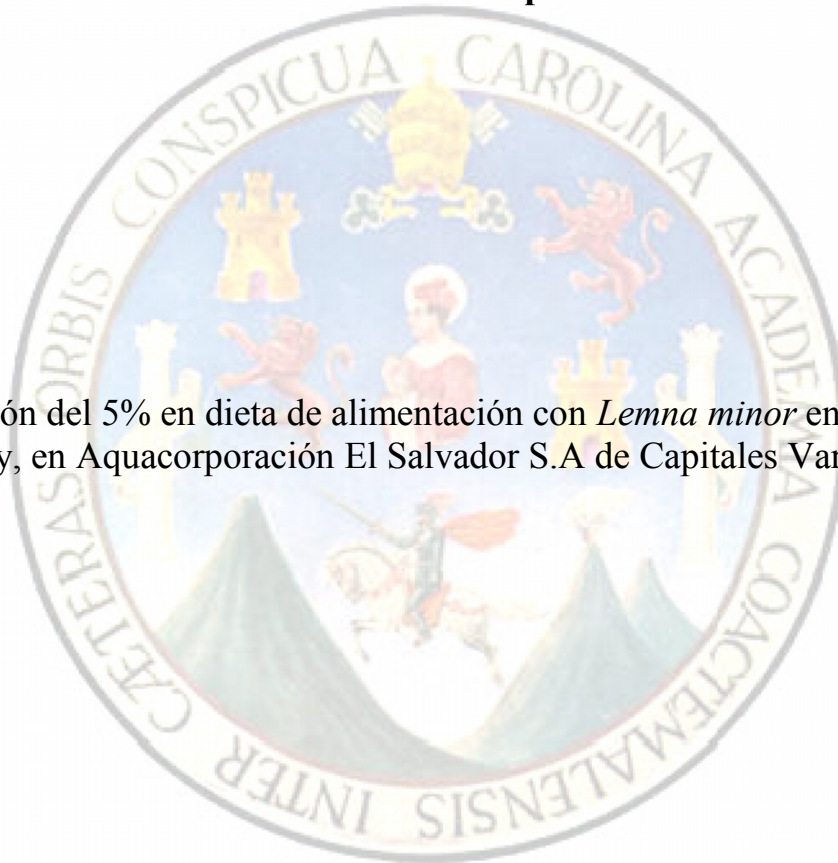 CAROLINA ACADEMIA COACTEMALENSIS INTER CÆTERAS ORBIS CONSPICUA
ón del 5% en dieta de alimentación con Lemna minor en
y, en Aquacorporación El Salvador S.A de Capitales Var